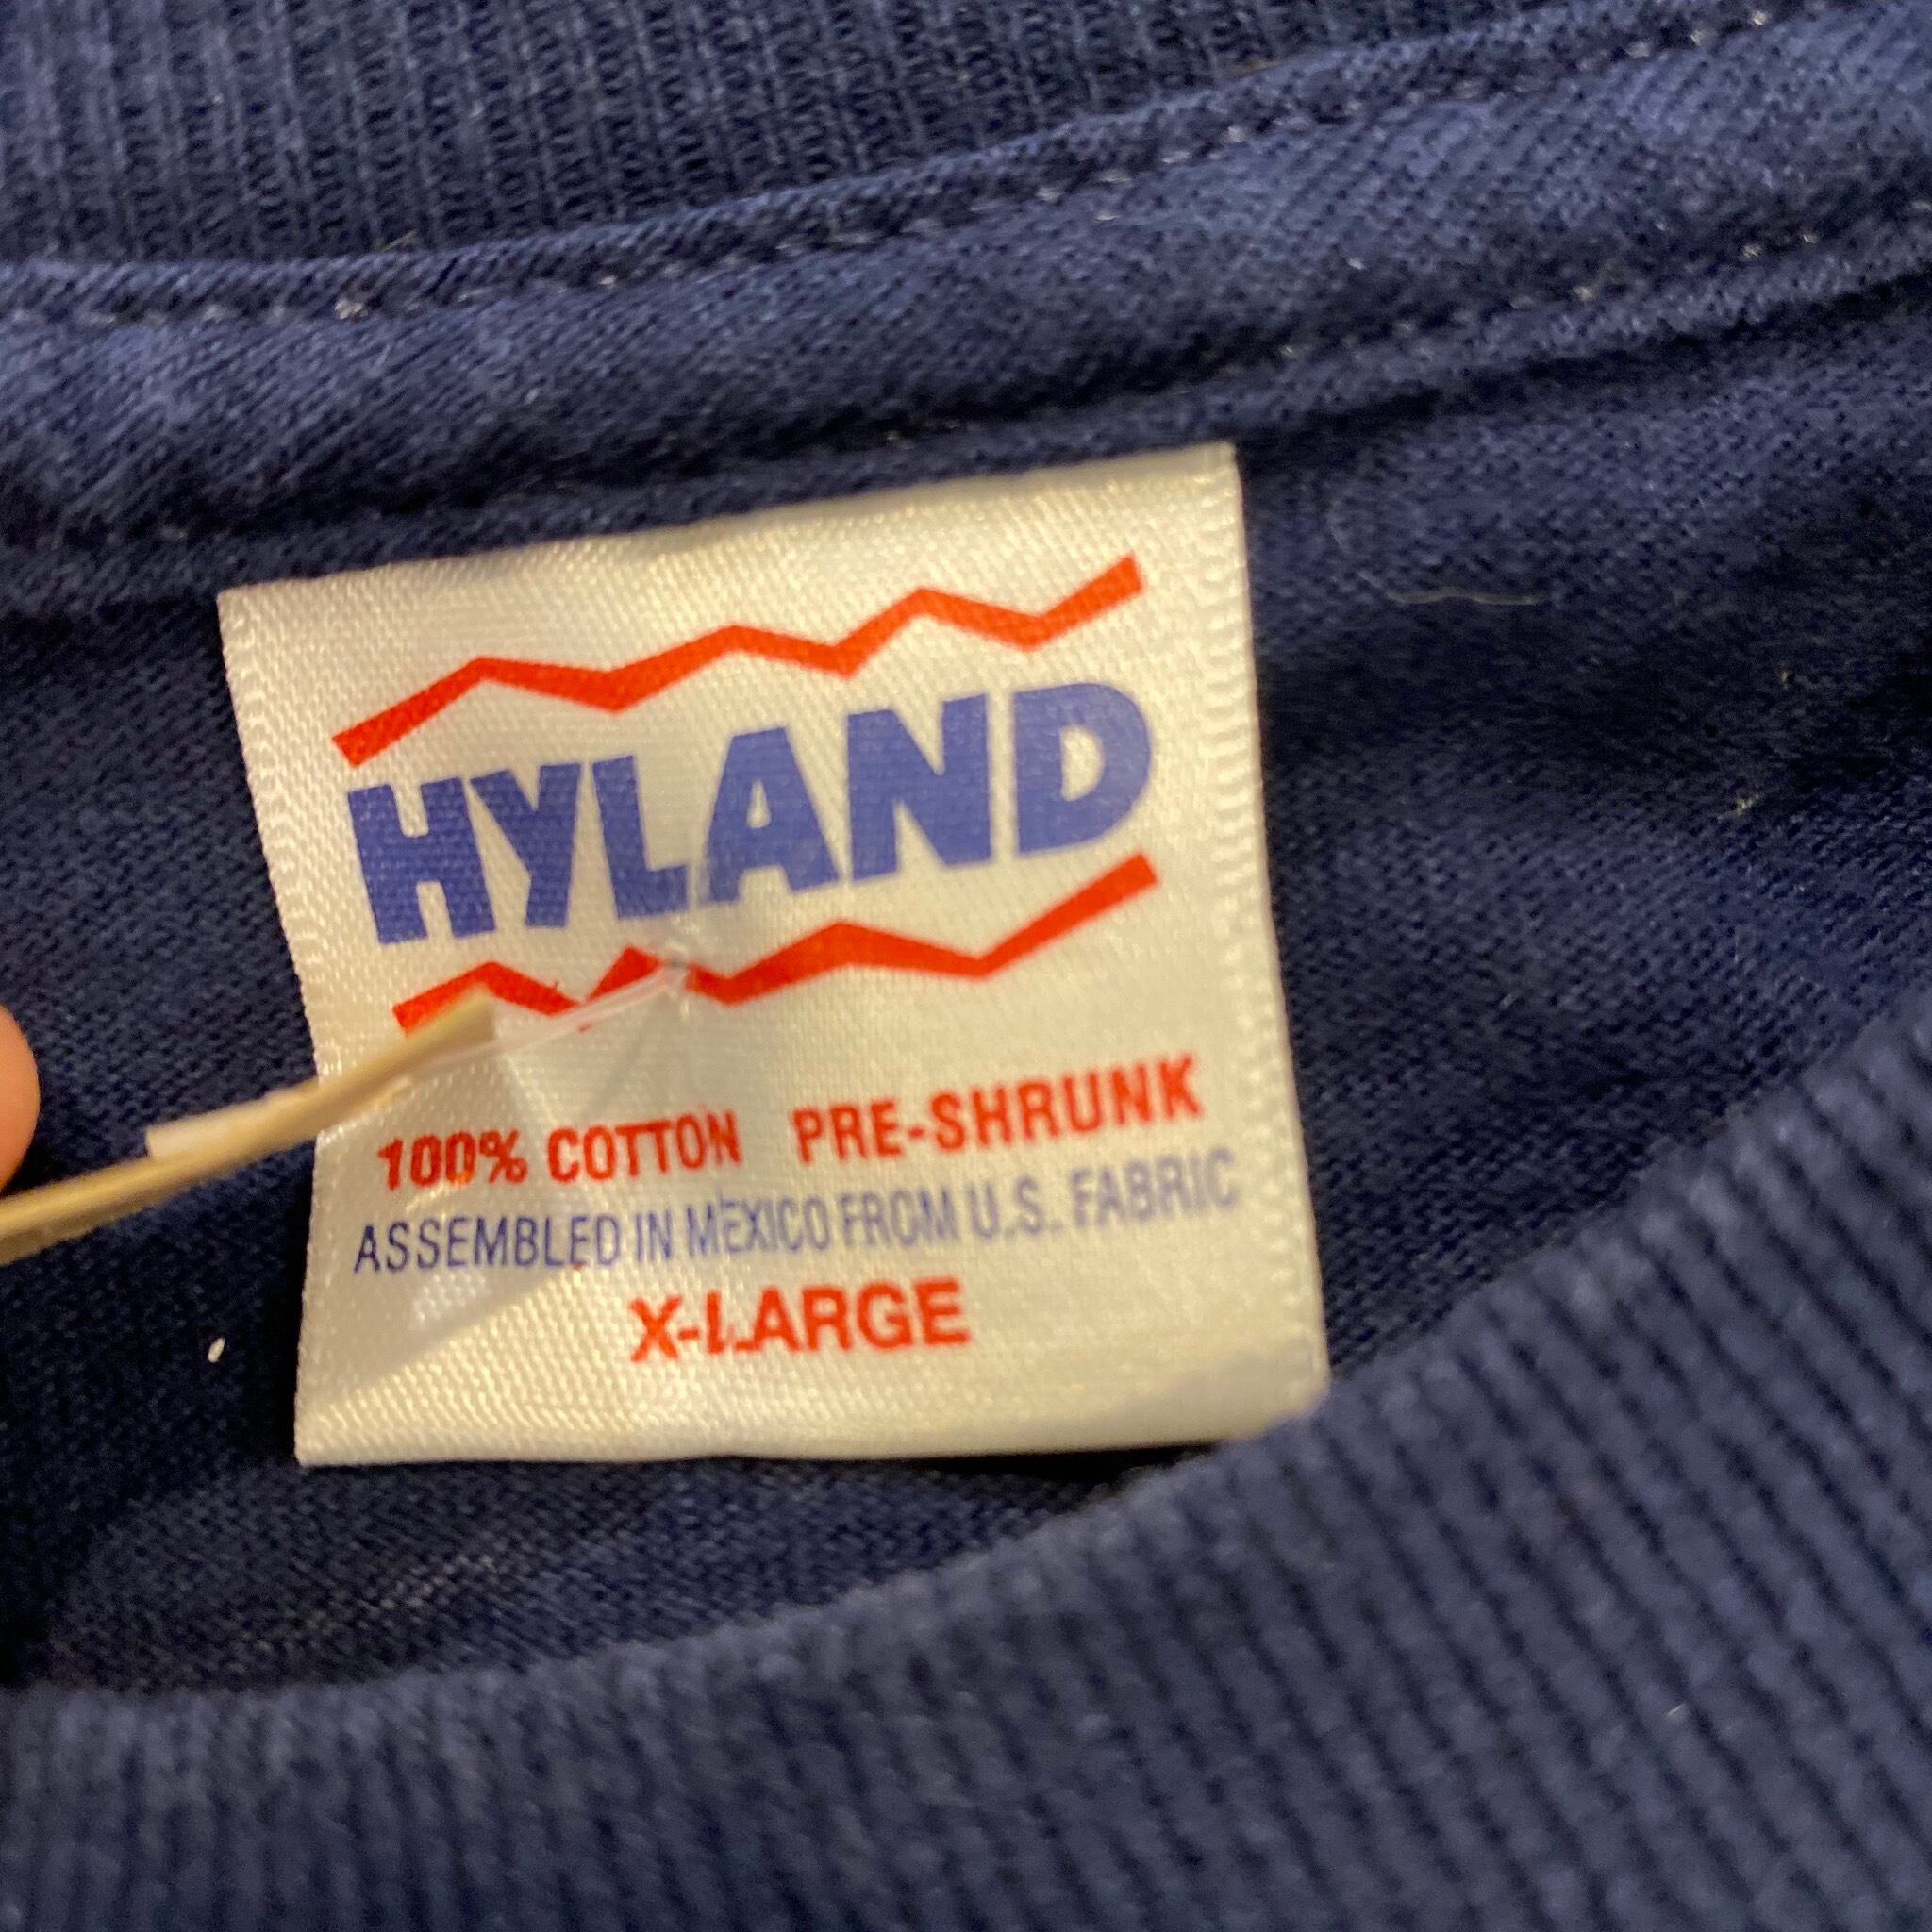 HYLAND
100% COTTON PRE-SHRUNK
ASSEMBLED IN MEXICO FROM U.S. FABRIC
X-LARGE